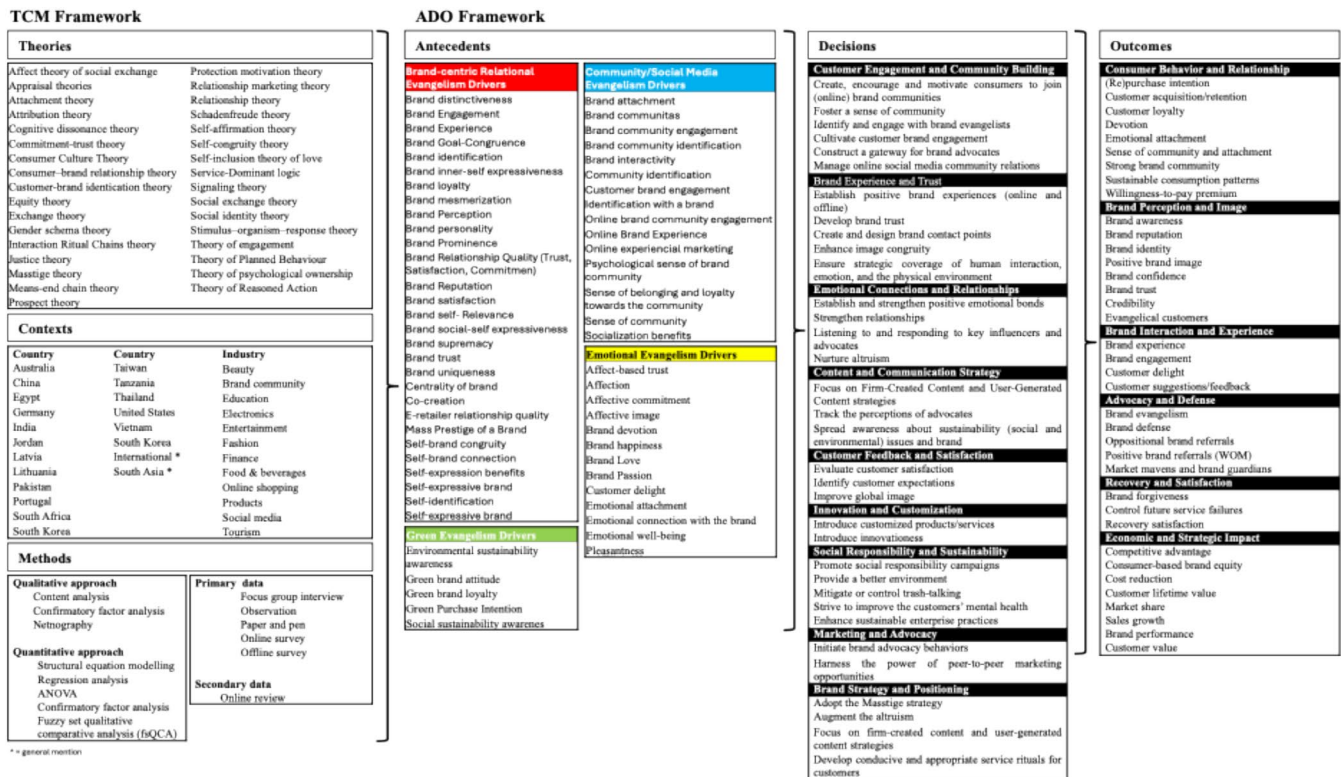 TCM Framework
Theories
Affect theory of social exchange
Appraisal theories
Attachment theory
Attribution theory
Cognitive dissonance theory
Commitment-trust theory
Consumer Culture Theory
Consumer–brand relationship theory
Customer-brand identication theory
Equity theory
Exchange theory
Gender schema theory
Interaction Ritual Chains theory
Justice theory
Masstige theory
Means-end chain theory
Prospect theory
Protection motivation theory
Relationship marketing theory
Relationship theory
Schadenfreude theory
Self-affirmation theory
Self-congruity theory
Self-inclusion theory of love
Service-Dominant logic
Signaling theory
Social exchange theory
Social identity theory
Stimulus–organism–response theory
Theory of engagement
Theory of Planned Behaviour
Theory of psychological ownership
Theory of Reasoned Action
Contexts
Country
Australia
China
Egypt
Germany
India
Jordan
Latvia
Lithuania
Pakistan
Portugal
South Africa
South Korea
Country
Taiwan
Tanzania
Thailand
United States
Vietnam
South Korea
International *
South Asia *
Industry
Beauty
Brand community
Education
Electronics
Entertainment
Fashion
Finance
Food & beverages
Online shopping
Products
Social media
Tourism
Methods
Qualitative approach
Content analysis
Confirmatory factor analysis
Netnography
Quantitative approach
Structural equation modelling
Regression analysis
ANOVA
Confirmatory factor analysis
Fuzzy set qualitative
comparative analysis (fsQCA)
Primary data
Focus group interview
Observation
Paper and pen
Online survey
Offline survey
Secondary data
Online review
* = general mention
ADO Framework
Antecedents
Brand-centric Relational
Evangelism Drivers
Brand distinctiveness
Brand Engagement
Brand Experience
Brand Goal-Congruence
Brand identification
Brand inner-self expressiveness
Brand loyalty
Brand mesmerization
Brand Perception
Brand personality
Brand Prominence
Brand Relationship Quality (Trust,
Satisfaction, Commitmen)
Brand Reputation
Brand satisfaction
Brand self- Relevance
Brand social-self expressiveness
Brand supremacy
Brand trust
Brand uniqueness
Centrality of brand
Co-creation
E-retailer relationship quality
Mass Prestige of a Brand
Self-brand congruity
Self-brand connection
Self-expression benefits
Self-expressive brand
Self-identification
Self-expressive brand
Green Evangelism Drivers
Environmental sustainability
awareness
Green brand attitude
Green brand loyalty
Green Purchase Intention
Social sustainability awarenes
Community/Social Media
Evangelism Drivers
Brand attachment
Brand communitas
Brand community engagement
Brand community identification
Brand interactivity
Community identification
Customer brand engagement
Identification with a brand
Online brand community engagement
Online Brand Experience
Online experiencial marketing
Psychological sense of brand
community
Sense of belonging and loyalty
towards the community
Sense of community
Socialization benefits
Emotional Evangelism Drivers
Affect-based trust
Affection
Affective commitment
Affective image
Brand devotion
Brand happiness
Brand Love
Brand Passion
Customer delight
Emotional attachment
Emotional connection with the brand
Emotional well-being
Pleasantness
Decisions
Customer Engagement and Community Building
Create, encourage and motivate consumers to join
(online) brand communities
Foster a sense of community
Identify and engage with brand evangelists
Cultivate customer brand engagement
Construct a gateway for brand advocates
Manage online social media community relations
Brand Experience and Trust
Establish positive brand experiences (online and
offline)
Develop brand trust
Create and design brand contact points
Enhance image congruity
Ensure strategic coverage of human interaction,
emotion, and the physical environment
Emotional Connections and Relationships
Establish and strengthen positive emotional bonds
Strengthen relationships
Listening to and responding to key influencers and
advocates
Nurture altruism
Content and Communication Strategy
Focus on Firm-Created Content and User-Generated
Content strategies
Track the perceptions of advocates
Spread awareness about sustainability (social and
environmental) issues and brand
Customer Feedback and Satisfaction
Evaluate customer satisfaction
Identify customer expectations
Improve global image
Innovation and Customization
Introduce customized products/services
Introduce innovativeness
Social Responsibility and Sustainability
Promote social responsibility campaigns
Provide a better environment
Mitigate or control trash-talking
Strive to improve the customers' mental health
Enhance sustainable enterprise practices
Marketing and Advocacy
Initiate brand advocacy behaviors
Harness the power of peer-to-peer marketing
opportunities
Brand Strategy and Positioning
Adopt the Masstige strategy
Augment the altruism
Focus on firm-created content and user-generated
content strategies
Develop conducive and appropriate service rituals for
customers
Outcomes
Consumer Behavior and Relationship
(Re)purchase intention
Customer acquisition/retention
Customer loyalty
Devotion
Emotional attachment
Sense of community and attachment
Strong brand community
Sustainable consumption patterns
Willingness-to-pay premium
Brand Perception and Image
Brand awareness
Brand reputation
Brand identity
Positive brand image
Brand confidence
Brand trust
Credibility
Evangelical customers
Brand Interaction and Experience
Brand experience
Brand engagement
Customer delight
Customer suggestions/feedback
Advocacy and Defense
Brand evangelism
Brand defense
Oppositional brand referrals
Positive brand referrals (WOM)
Market mavens and brand guardians
Recovery and Satisfaction
Brand forgiveness
Control future service failures
Recovery satisfaction
Economic and Strategic Impact
Competitive advantage
Consumer-based brand equity
Cost reduction
Customer lifetime value
Market share
Sales growth
Brand performance
Customer value